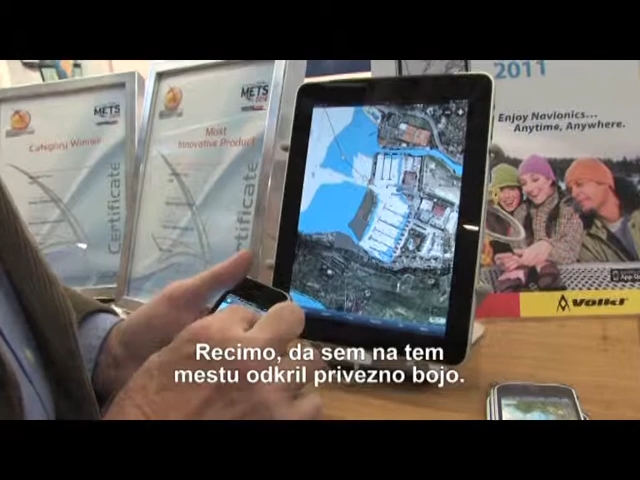 METS
Category Winner
Certificate
METS
Most
Innovative Product
Certificate
2011
Enjoy Navionics...
Anytime, Anywhere.
Völkl
Recimo, da sem na tem
mestu odkril privezno bojo.